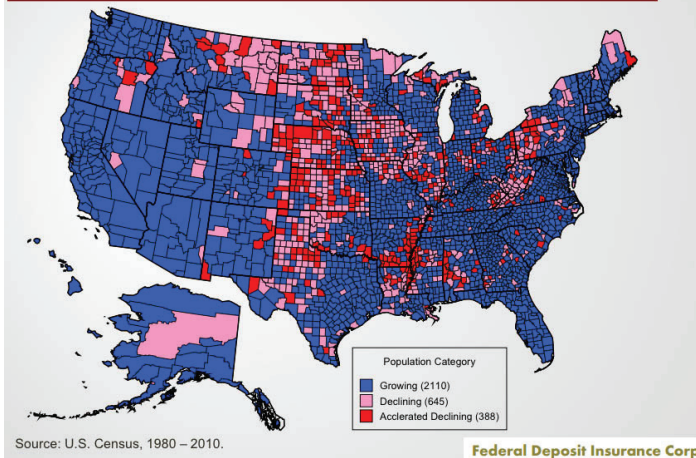 Population Category
Growing (2110)
Declining (645)
Acclerated Declining (388)
Source: U.S. Census, 1980 – 2010.
Federal Deposit Insurance Corp